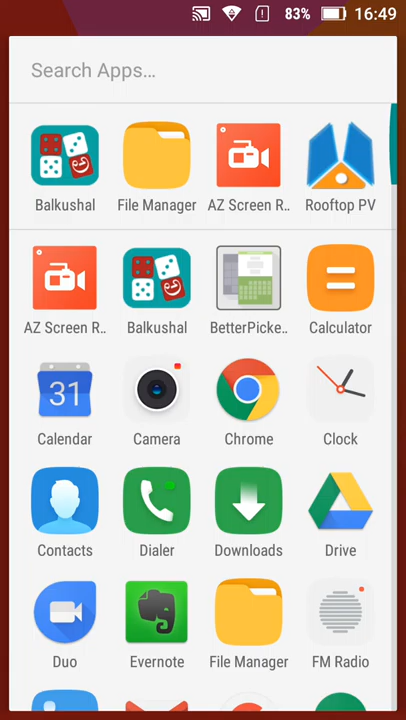 83% 16:49
Search Apps…
Balkushal File Manager AZ Screen R.. Rooftop PV
AZ Screen R.. Balkushal BetterPicke.. Calculator
31
Calendar Camera Chrome Clock
Contacts Dialer Downloads Drive
Duo Evernote File Manager FM Radio